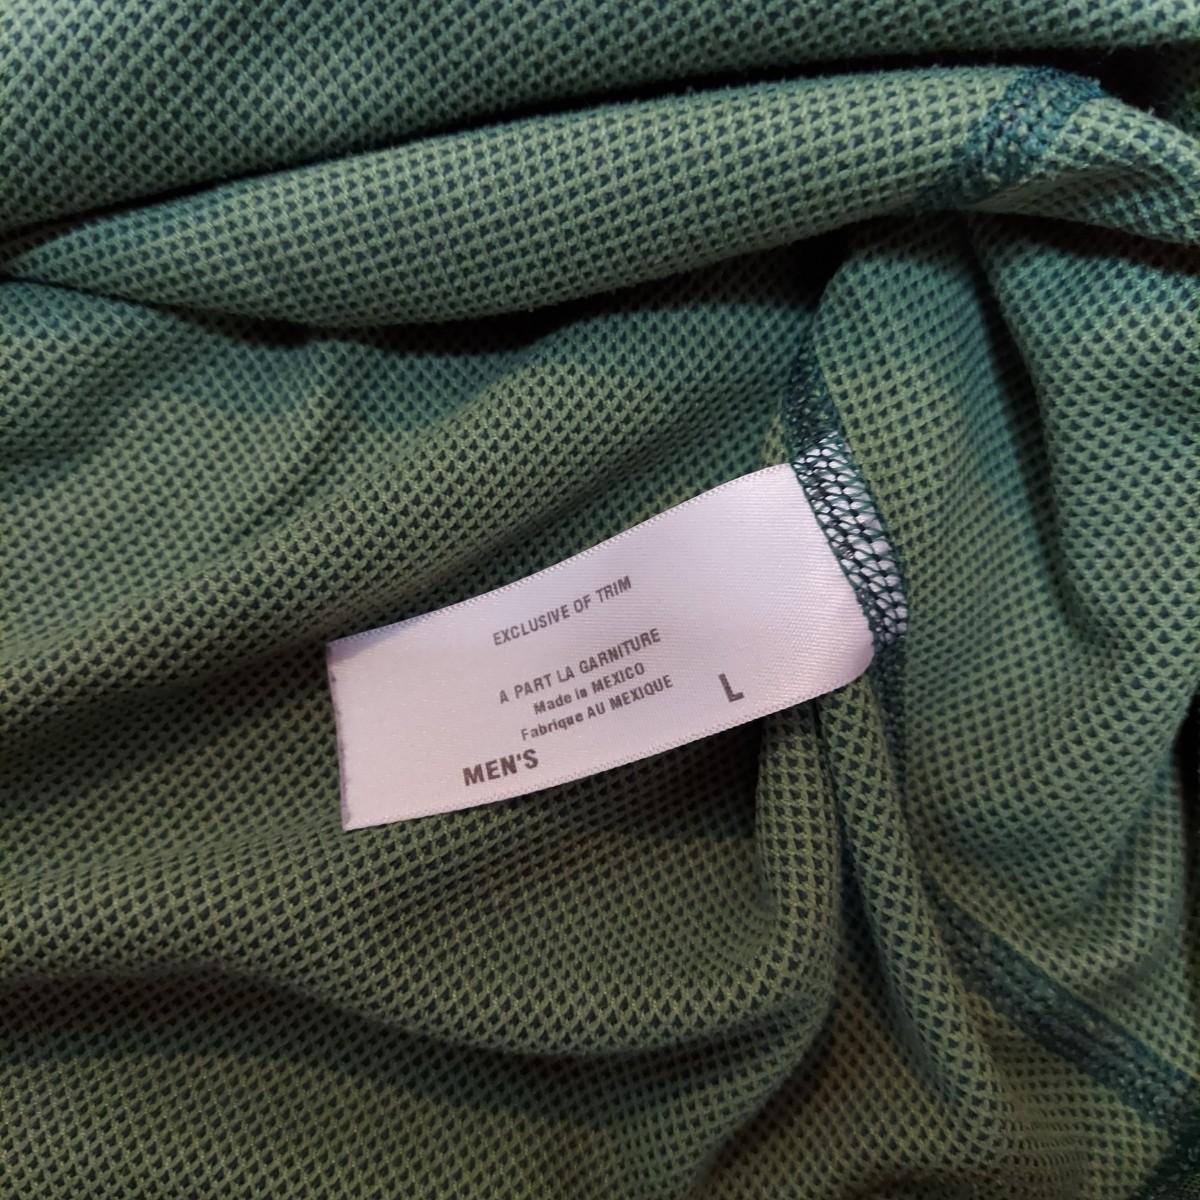 EXCLUSIVE OF TRIM
A PART LA GARNITURE
Made in MEXICO
Fabrique AU MEXIQUE
L
MEN'S